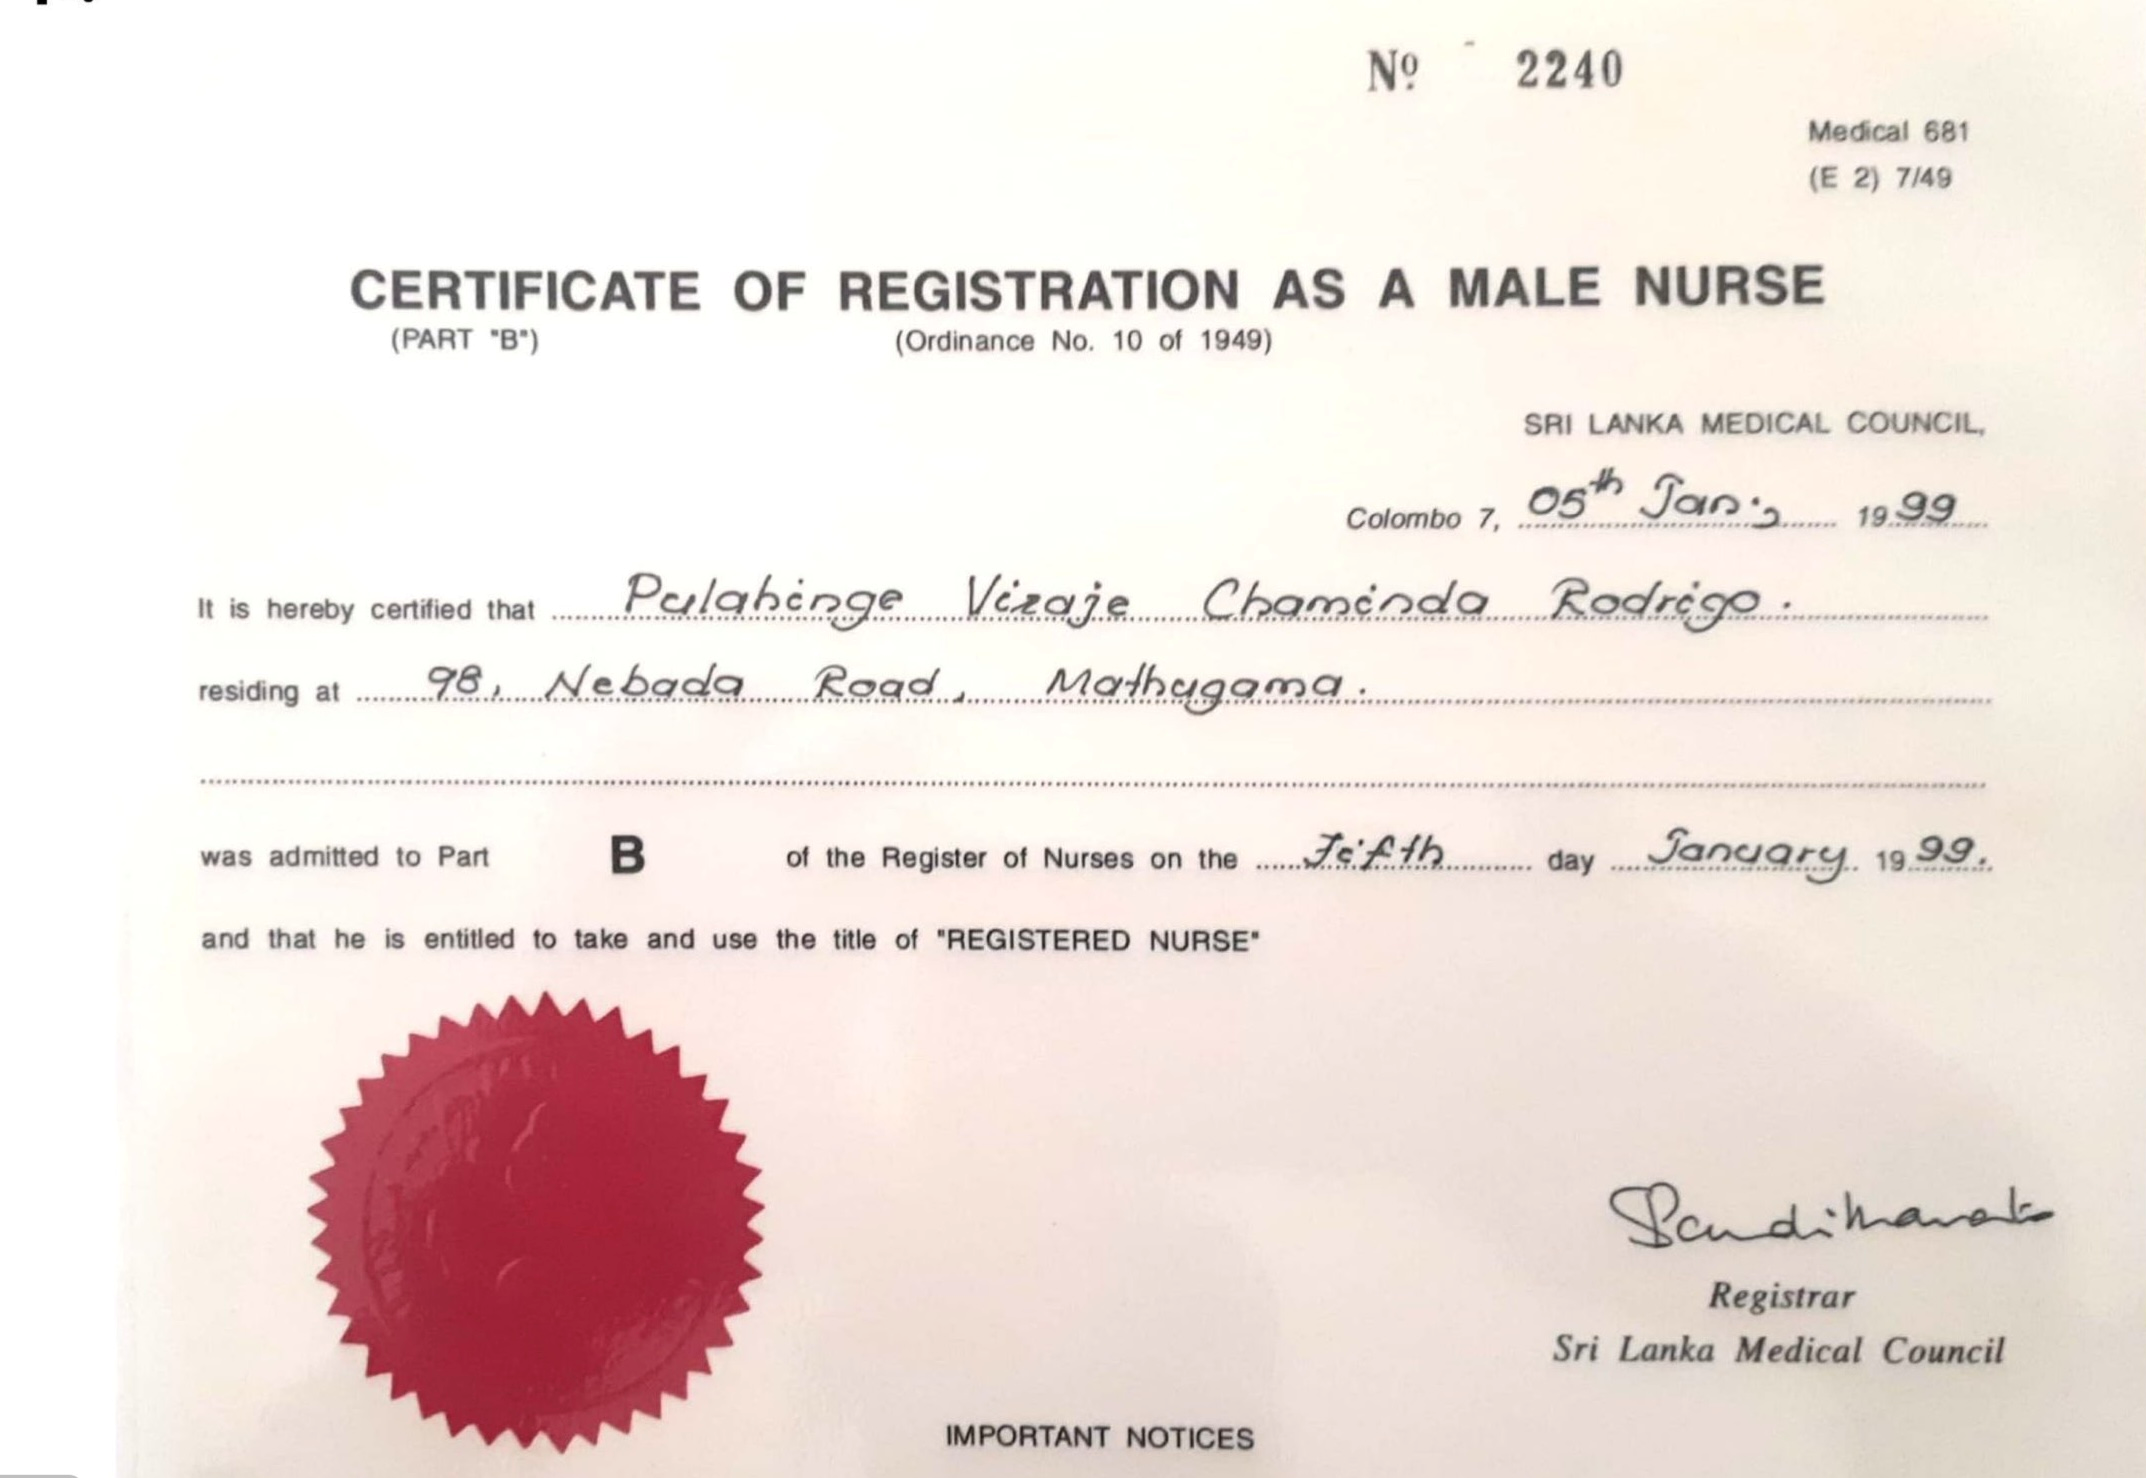 Nº 2240
Medical 681
(E 2) 7/49
CERTIFICATE OF REGISTRATION AS A MALE NURSE
(PART "B") (Ordinance No. 10 of 1949)
SRI LANKA MEDICAL COUNCIL,
Colombo 7, 05th Jan:, 1999
It is hereby certified that Pulahinge Viraje Chaminda Rodrigo.
residing at 98, Nebada Road, Mathugama.
was admitted to Part B of the Register of Nurses on the Fifth day January 1999.
and that he is entitled to take and use the title of "REGISTERED NURSE"
Registrar
Sri Lanka Medical Council
IMPORTANT NOTICES